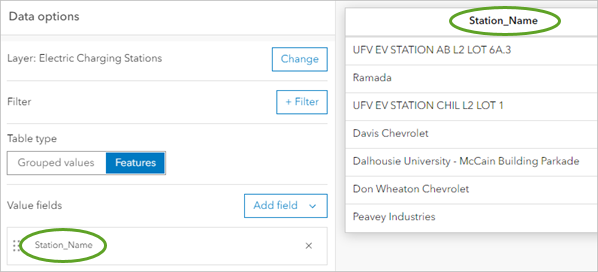 Data options
Layer: Electric Charging Stations
Change
Filter
+ Filter
Table type
Grouped values
Features
Value fields
Add field
Station_Name
Station_Name
UFV EV STATION AB L2 LOT 6A.3
Ramada
UFV EV STATION CHIL L2 LOT 1
Davis Chevrolet
Dalhousie University - McCain Building Parkade
Don Wheaton Chevrolet
Peavey Industries